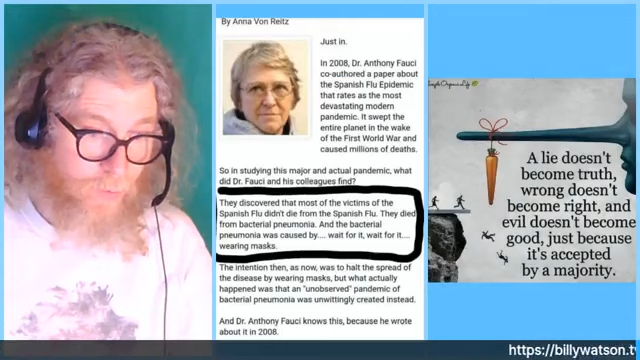 By Anna Von Reitz
Just in.
In 2008, Dr. Anthony Fauci
co-authored a paper about
the Spanish Flu Epidemic
that rates as the most
devastating modern
pandemic. It swept the
entire planet in the wake
of the First World War and
caused millions of deaths.
So in studying this major and actual pandemic, what
did Dr. Fauci and his colleagues find?
They discovered that most of the victims of the
Spanish Flu didn't die from the Spanish Flu. They died
from bacterial pneumonia. And the bacterial
pneumonia was caused by.... wait for it, wait for it....
wearing masks.
The intention then, as now, was to halt the spread of
the disease by wearing masks, but what actually
happened was that an "unobserved" pandemic of
bacterial pneumonia was unwittingly created instead.
And Dr. Anthony Fauci knows this, because he wrote
about it in 2008.
A lie doesn't
become truth,
wrong doesn't
become right, and
evil doesn't become
good, just because
it's accepted
by a majority.
https://billywatson.tv